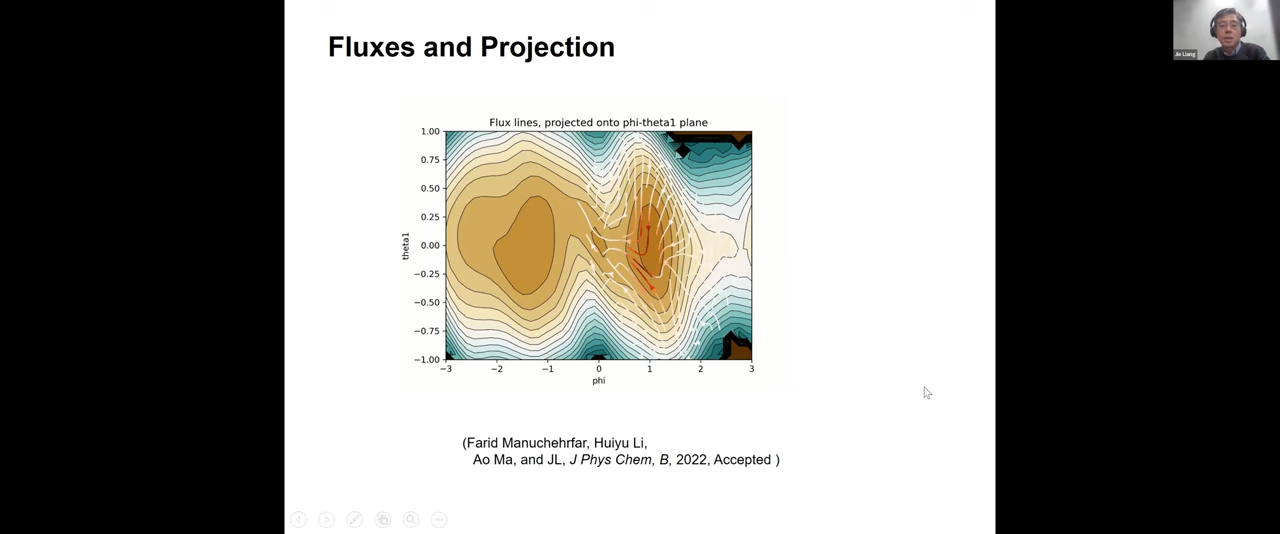 Fluxes and Projection
Jie Liang
Flux lines, projected onto phi-theta1 plane
1.00
0.75
0.50
0.25
0.00
−0.25
−0.50
−0.75
−1.00
theta1
−3 −2 −1 0 1 2 3
phi
(Farid Manuchehrfar, Huiyu Li,
Ao Ma, and JL, J Phys Chem, B, 2022, Accepted )